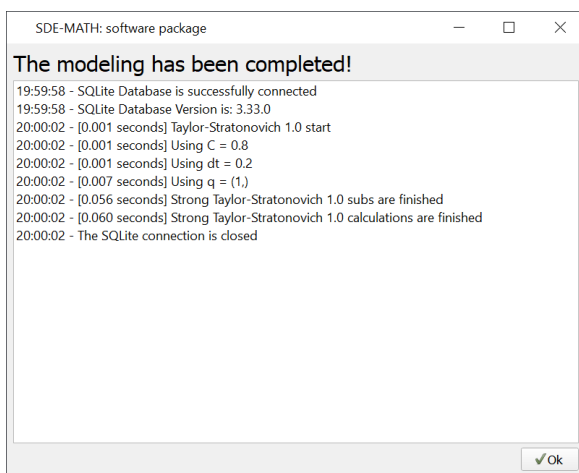 SDE-MATH: software package
The modeling has been completed!
19:59:58 - SQLite Database is successfully connected
19:59:58 - SQLite Database Version is: 3.33.0
20:00:02 - [0.001 seconds] Taylor-Stratonovich 1.0 start
20:00:02 - [0.001 seconds] Using C = 0.8
20:00:02 - [0.001 seconds] Using dt = 0.2
20:00:02 - [0.007 seconds] Using q = (1,)
20:00:02 - [0.056 seconds] Strong Taylor-Stratonovich 1.0 subs are finished
20:00:02 - [0.060 seconds] Strong Taylor-Stratonovich 1.0 calculations are finished
20:00:02 - The SQLite connection is closed
Ok